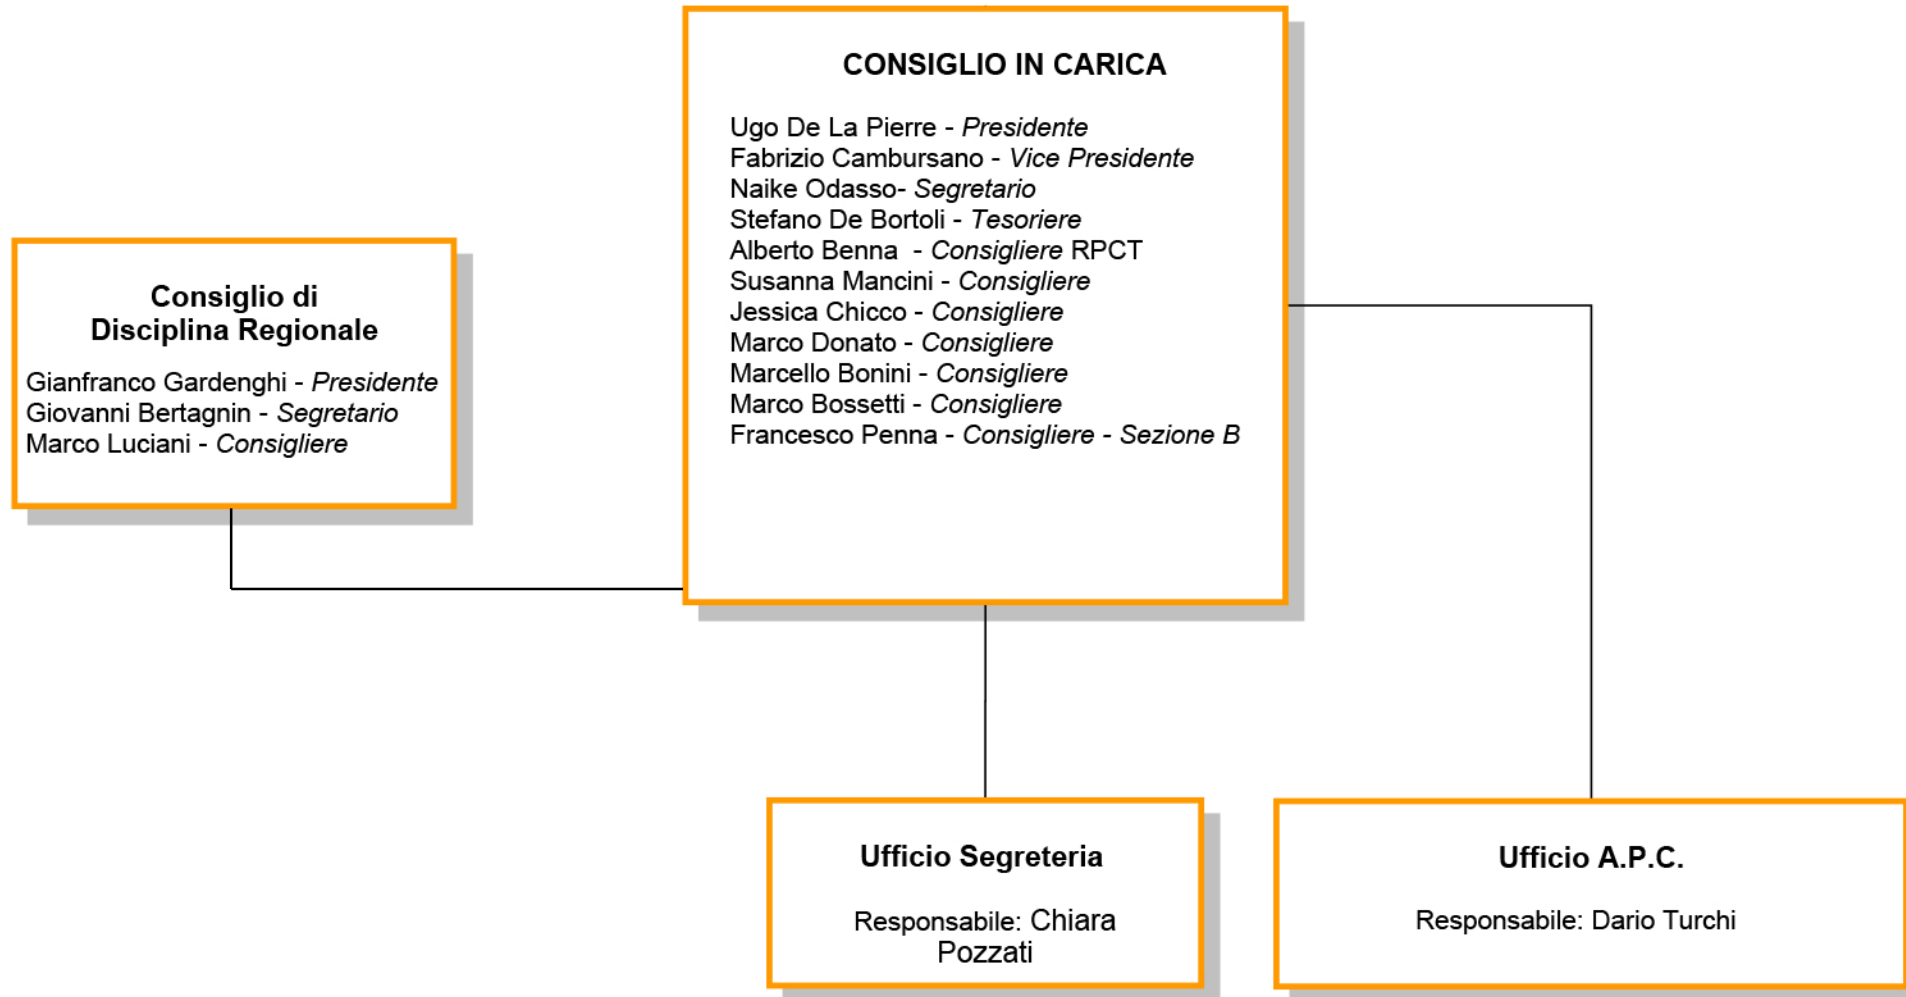 CONSIGLIO IN CARICA
Ugo De La Pierre - Presidente
Fabrizio Cambursano - Vice Presidente
Naike Odasso- Segretario
Stefano De Bortoli - Tesoriere
Alberto Benna  - Consigliere RPCT
Susanna Mancini - Consigliere
Jessica Chicco - Consigliere
Marco Donato - Consigliere
Marcello Bonini - Consigliere
Marco Bossetti - Consigliere
Francesco Penna - Consigliere - Sezione B
Consiglio di
Disciplina Regionale
Gianfranco Gardenghi - Presidente
Giovanni Bertagnin - Segretario
Marco Luciani - Consigliere
Ufficio Segreteria
Responsabile: Chiara
Pozzati
Ufficio A.P.C.
Responsabile: Dario Turchi